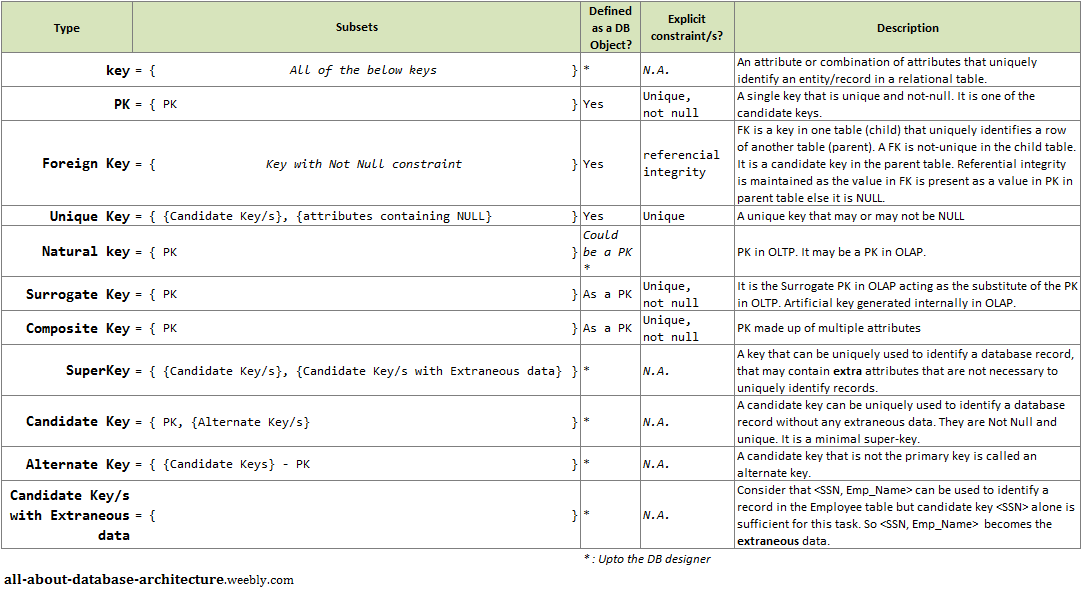 Type
Subsets
Defined
as a DB
Object?
Explicit
constraint/s?
Description
key = { All of the below keys } * N.A.
An attribute or combination of attributes that uniquely
identify an entity/record in a relational table.
PK = { PK } Yes
Unique,
not null
A single key that is unique and not-null. It is one of the
candidate keys.
Foreign Key = { Key with Not Null constraint } Yes
referencial
integrity
FK is a key in one table (child) that uniquely identifies a row
of another table (parent). A FK is not-unique in the child table.
It is a candidate key in the parent table. Referential integrity
is maintained as the value in FK is present as a value in PK in
parent table else it is NULL.
Unique Key = { {Candidate Key/s}, {attributes containing NULL} } Yes Unique A unique key that may or may not be NULL
Natural key = { PK }
Could
be a PK
*
PK in OLTP. It may be a PK in OLAP.
Surrogate Key = { PK } As a PK
Unique,
not null
It is the Surrogate PK in OLAP acting as the substitute of the PK
in OLTP. Artificial key generated internally in OLAP.
Composite Key = { PK } As a PK
Unique,
not null
PK made up of multiple attributes
SuperKey = { {Candidate Key/s}, {Candidate Key/s with Extraneous data} } * N.A.
A key that can be uniquely used to identify a database record,
that may contain extra attributes that are not necessary to
uniquely identify records.
Candidate Key = { PK, {Alternate Key/s} } * N.A.
A candidate key can be uniquely used to identify a database
record without any extraneous data. They are Not Null and
unique. It is a minimal super-key.
Alternate Key = { {Candidate Keys} - PK } * N.A.
A candidate key that is not the primary key is called an
alternate key.
Candidate Key/s
with Extraneous = { } * N.A.
data
Consider that <SSN, Emp_Name> can be used to identify a
record in the Employee table but candidate key <SSN> alone is
sufficient for this task. So <SSN, Emp_Name> becomes the
extraneous data.
* : Upto the DB designer
all-about-database-architecture.weebly.com